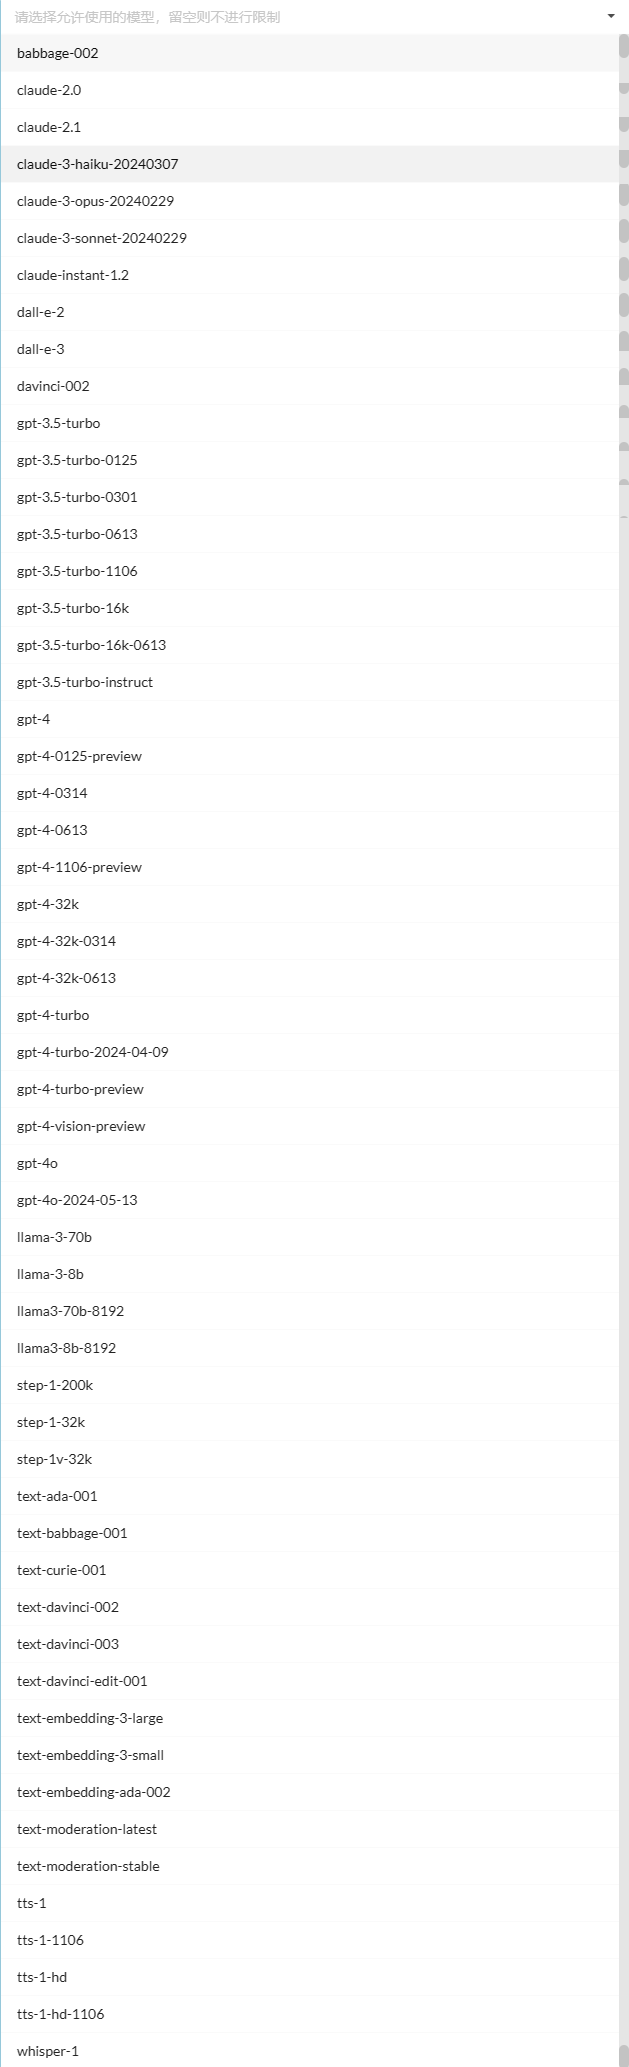 请选择允许使用的模型，留空则不进行限制
babbage-002
claude-2.0
claude-2.1
claude-3-haiku-20240307
claude-3-opus-20240229
claude-3-sonnet-20240229
claude-instant-1.2
dall-e-2
dall-e-3
davinci-002
gpt-3.5-turbo
gpt-3.5-turbo-0125
gpt-3.5-turbo-0301
gpt-3.5-turbo-0613
gpt-3.5-turbo-1106
gpt-3.5-turbo-16k
gpt-3.5-turbo-16k-0613
gpt-3.5-turbo-instruct
gpt-4
gpt-4-0125-preview
gpt-4-0314
gpt-4-0613
gpt-4-1106-preview
gpt-4-32k
gpt-4-32k-0314
gpt-4-32k-0613
gpt-4-turbo
gpt-4-turbo-2024-04-09
gpt-4-turbo-preview
gpt-4-vision-preview
gpt-4o
gpt-4o-2024-05-13
llama-3-70b
llama-3-8b
llama3-70b-8192
llama3-8b-8192
step-1-200k
step-1-32k
step-1v-32k
text-ada-001
text-babbage-001
text-curie-001
text-davinci-002
text-davinci-003
text-davinci-edit-001
text-embedding-3-large
text-embedding-3-small
text-embedding-ada-002
text-moderation-latest
text-moderation-stable
tts-1
tts-1-1106
tts-1-hd
tts-1-hd-1106
whisper-1